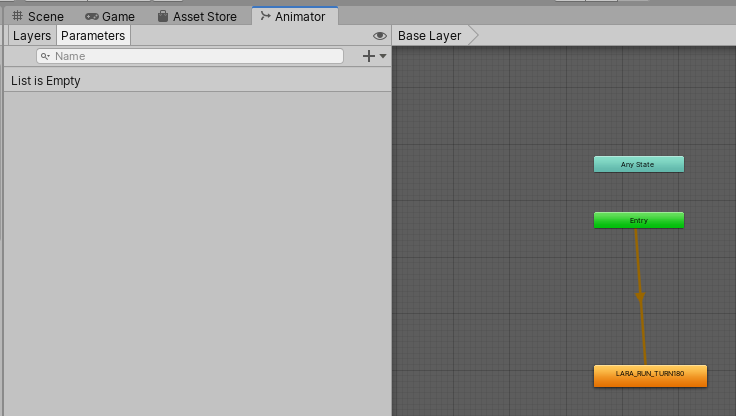 Scene Game Asset Store Animator
Layers Parameters
Base Layer
Name
List is Empty
Any State
Entry
LARA_RUN_TURN180